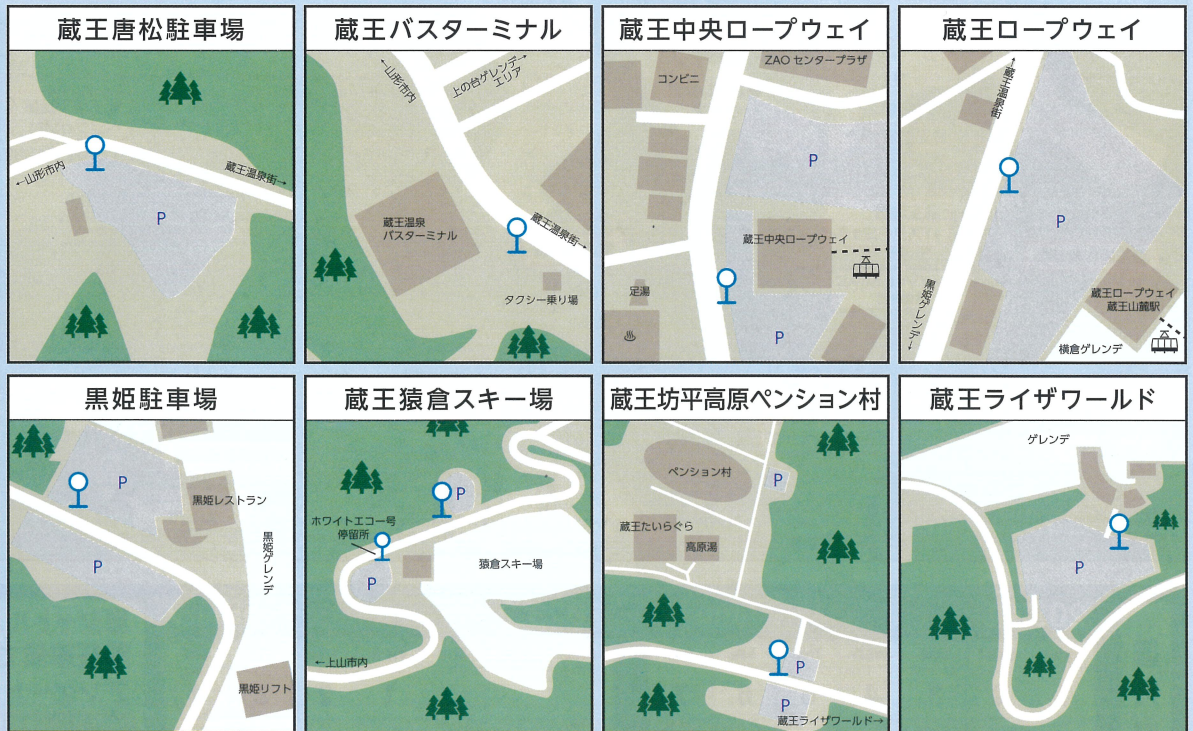 蔵王唐松駐車場
←山形市内
蔵王温泉街→
P
蔵王バスターミナル
←山形市内
上の台ゲレンデ→
エリア
蔵王温泉
バスターミナル
蔵王温泉街→
タクシー乗り場
蔵王中央ロープウェイ
コンビニ
ZAO センタープラザ
P
蔵王中央ロープウェイ
足湯
P
蔵王ロープウェイ
←蔵王温泉街
P
黒姫ゲレンデ→
蔵王ロープウェイ
蔵王山麓駅
横倉ゲレンデ
黒姫駐車場
P
黒姫レストラン
P
黒姫ゲレンデ
黒姫リフト
蔵王猿倉スキー場
P
ホワイトエコー号
停留所
P
猿倉スキー場
←上山市内
蔵王坊平高原ペンション村
ペンション村
P
蔵王たいらぐら
高原湯
P
P
蔵王ライザワールド→
蔵王ライザワールド
ゲレンデ
P